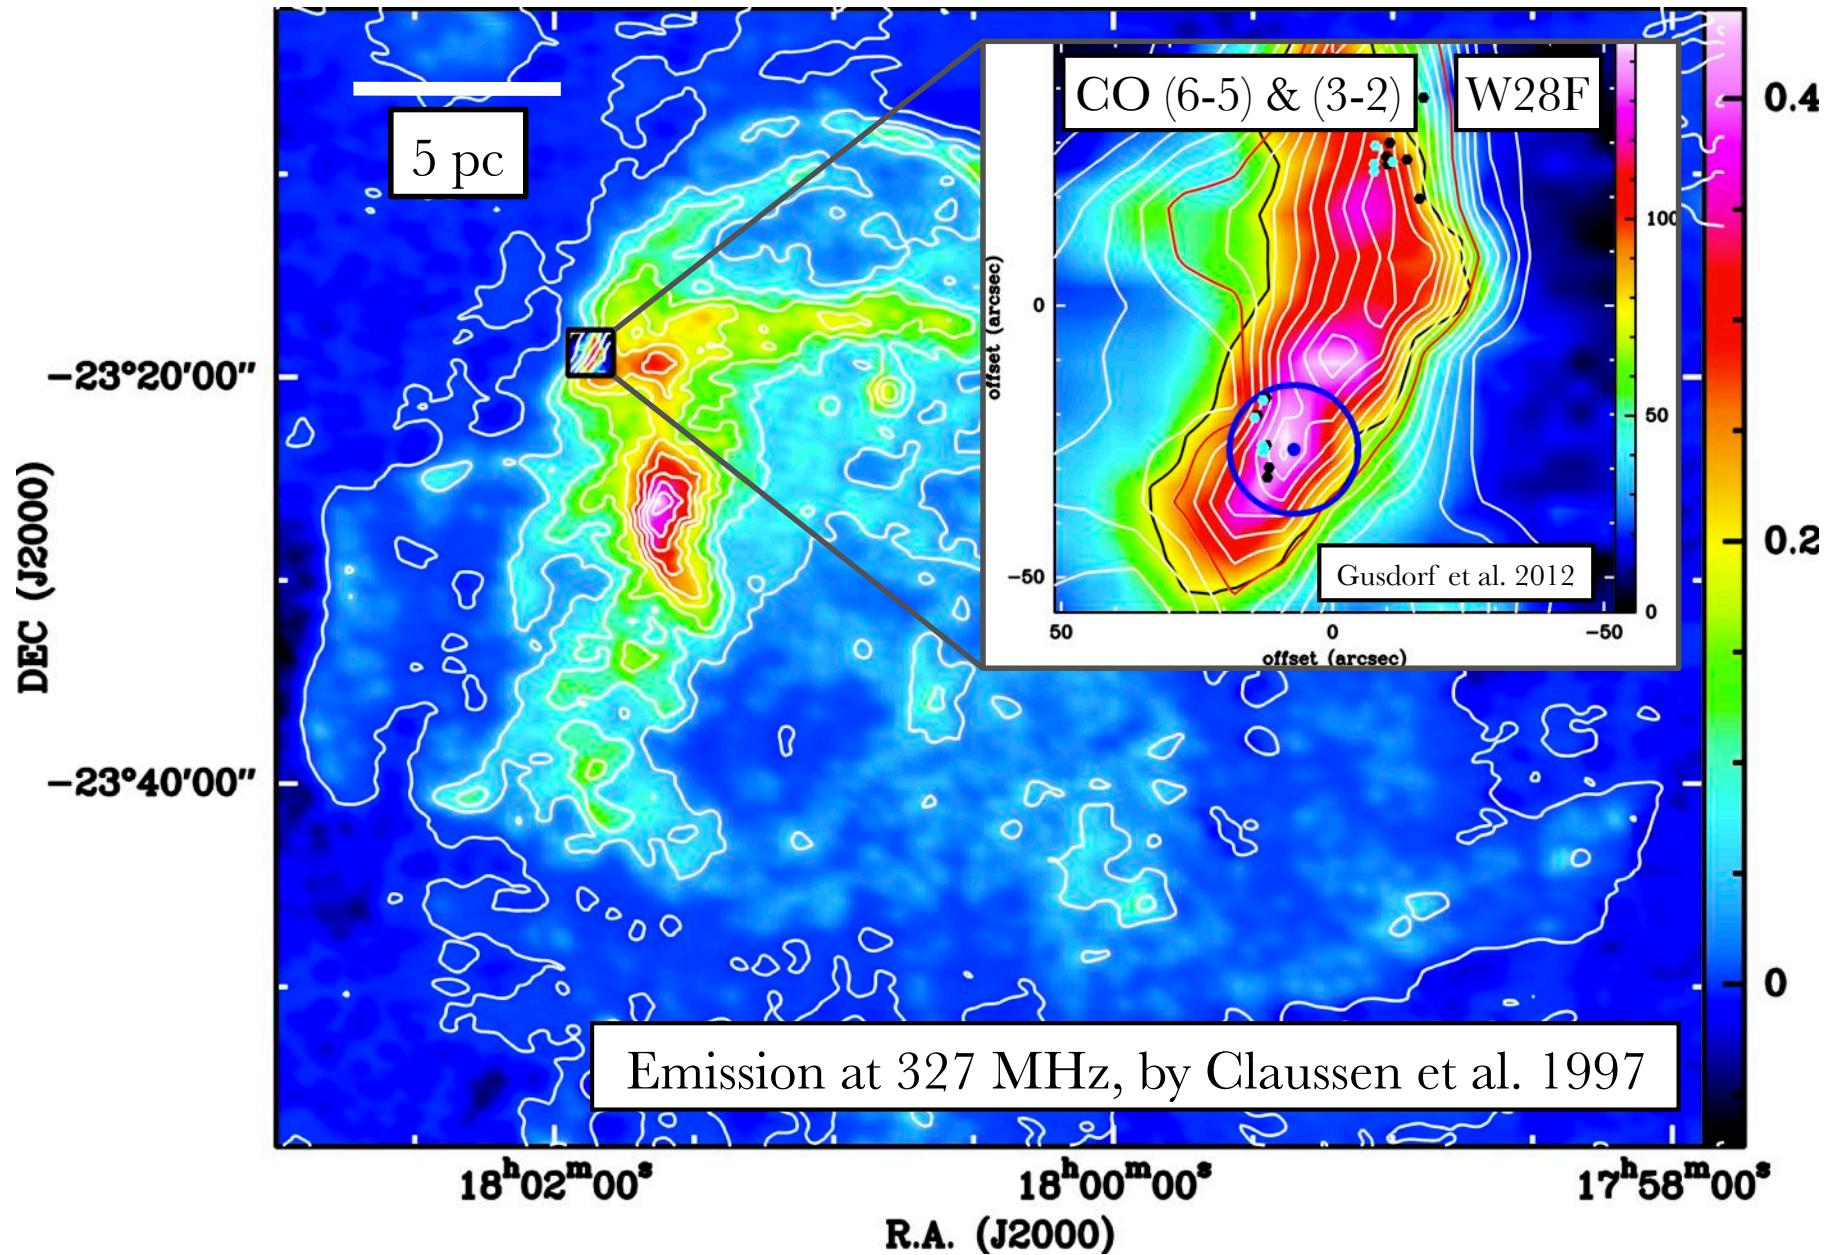 5 pc
CO (6-5) & (3-2)
W28F
Gusdorf et al. 2012
offset (arcsec)
0
−50
50
0
−50
offset (arcsec)
100
50
0
0.4
0.2
0
−23°20′00″
−23°40′00″
DEC (J2000)
Emission at 327 MHz, by Claussen et al. 1997
18ʰ02ᵐ00ˢ
18ʰ00ᵐ00ˢ
17ʰ58ᵐ00ˢ
R.A. (J2000)